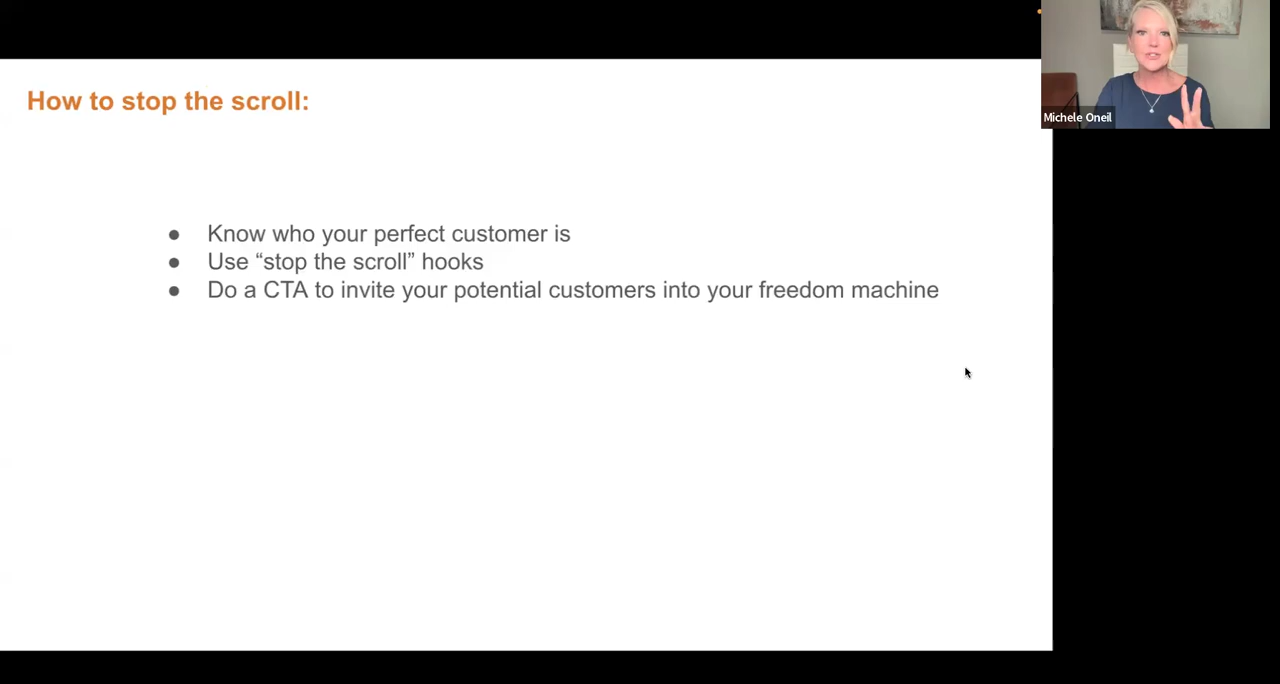 How to stop the scroll:
Michele Oneil
● Know who your perfect customer is
● Use “stop the scroll” hooks
● Do a CTA to invite your potential customers into your freedom machine